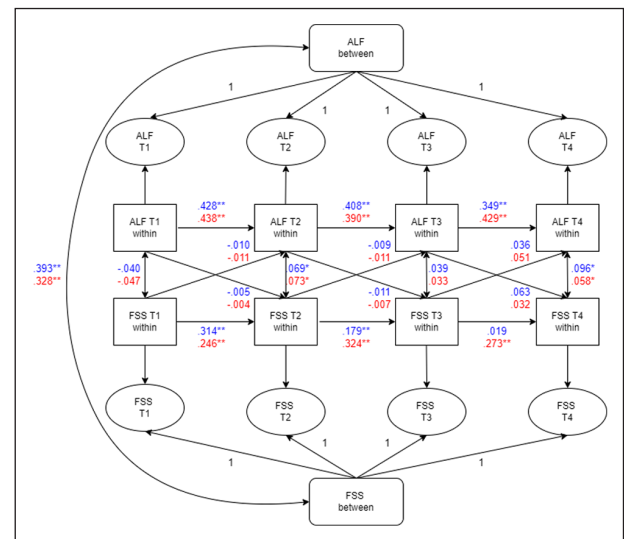 ALF
between
1
1
1
1
ALF
T1
ALF
T2
ALF
T3
ALF
T4
.428**
.438**
.408**
.390**
.349**
.429**
ALF T1
within
ALF T2
within
ALF T3
within
ALF T4
within
-.010
-.011
-.009
-.011
.036
.051
.393**
.328**
-.040
-.047
.069*
.073*
.039
.033
.096*
.058*
-.005
-.004
-.011
-.007
.063
.032
FSS T1
within
FSS T2
within
FSS T3
within
FSS T4
within
.314**
.246**
.179**
.324**
.019
.273**
FSS
T1
FSS
T2
FSS
T3
FSS
T4
1
1
1
1
FSS
between